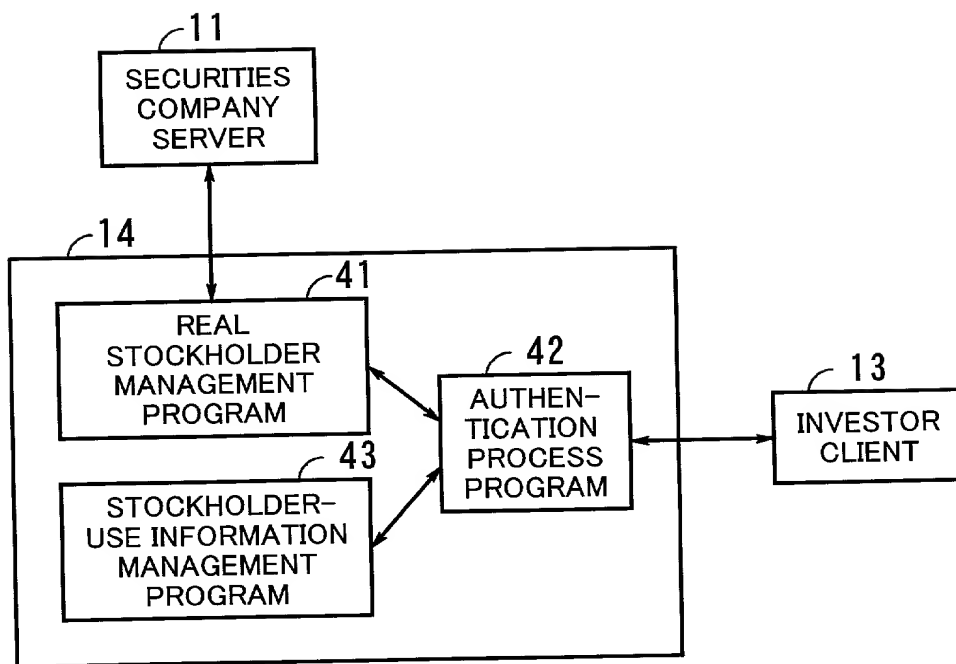 11
SECURITIES
COMPANY
SERVER
14
41
REAL
STOCKHOLDER
MANAGEMENT
PROGRAM
42
AUTHEN-
TICATION
PROCESS
PROGRAM
13
INVESTOR
CLIENT
43
STOCKHOLDER-
USE INFORMATION
MANAGEMENT
PROGRAM